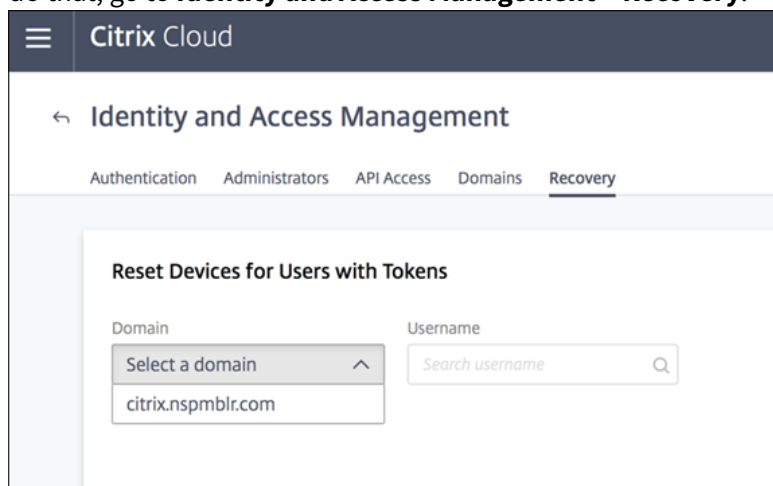 do that, go to Identity and Access Management > Recovery.
Citrix Cloud
Identity and Access Management
Authentication Administrators API Access Domains Recovery
Reset Devices for Users with Tokens
Domain Username
Select a domain Search username
citrix.nspmblr.com